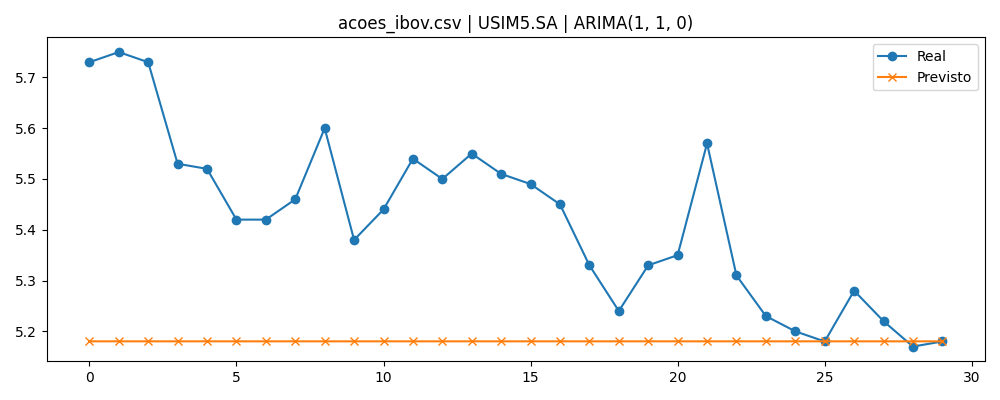 acoes_ibov.csv | USIM5.SA | ARIMA(1, 1, 0)
Real
Previsto
5.7
5.6
5.5
5.4
5.3
5.2
0 5 10 15 20 25 30